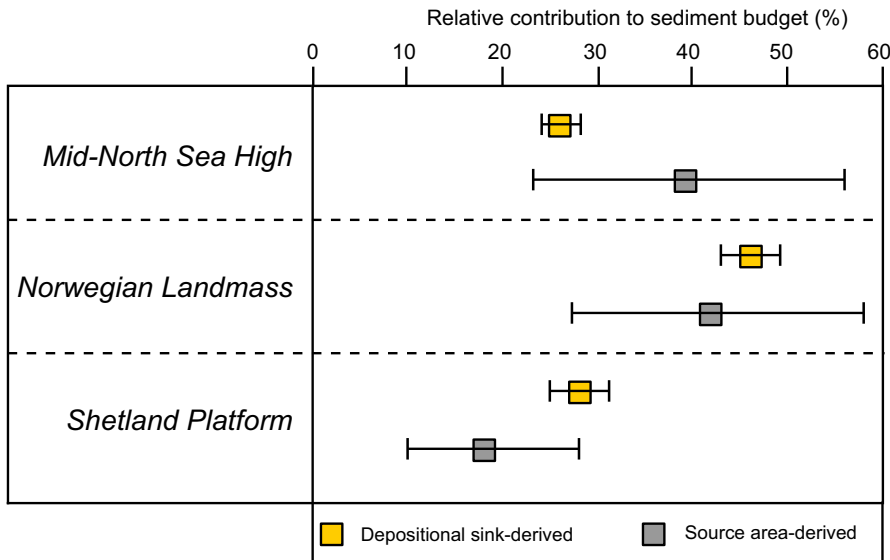 Relative contribution to sediment budget (%)
0 10 20 30 40 50 60
Mid-North Sea High
Norwegian Landmass
Shetland Platform
Depositional sink-derived Source area-derived